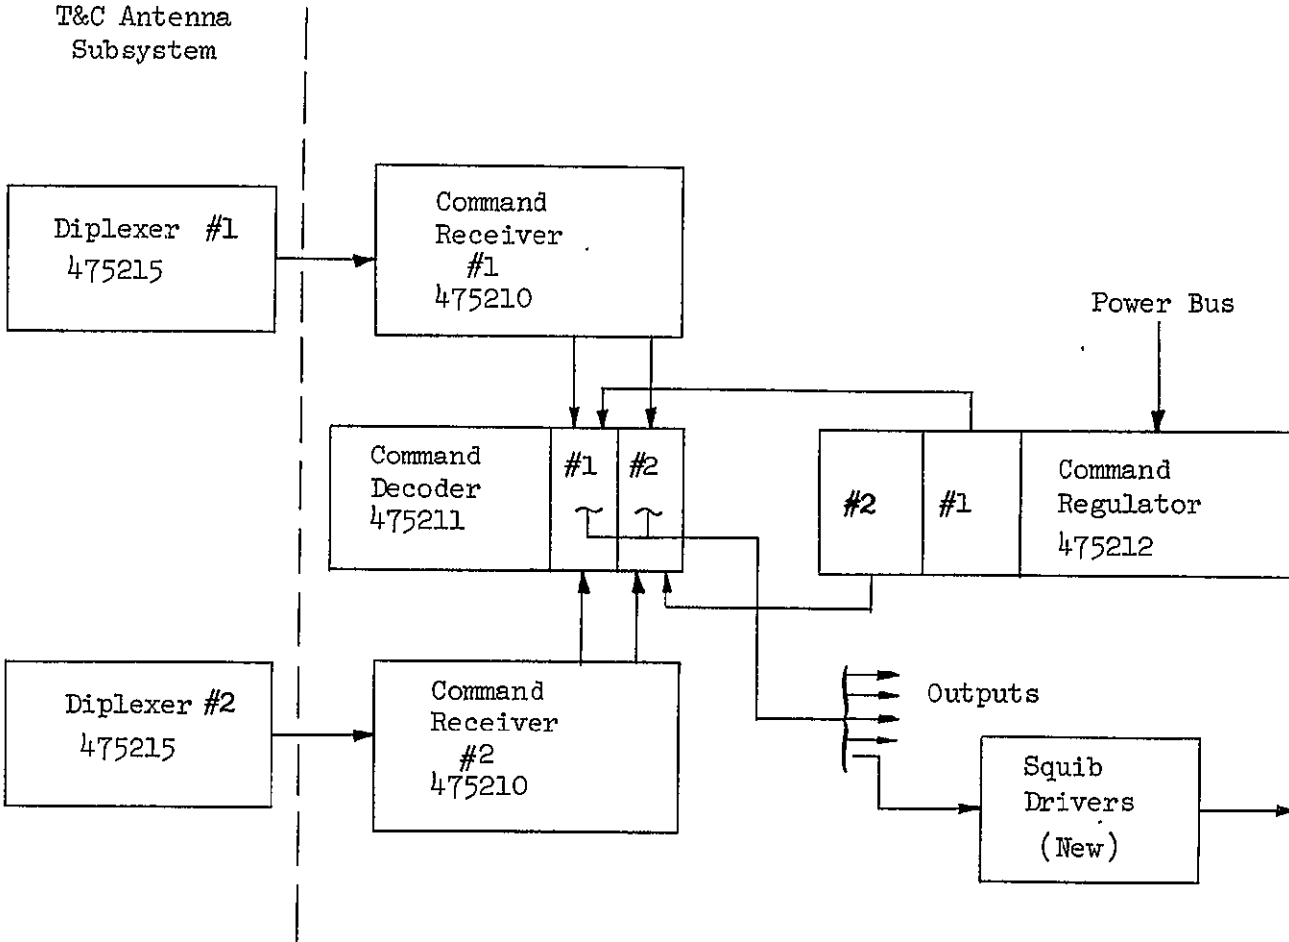 T&C Antenna
Subsystem
Diplexer #1
475215
Command
Receiver
#1
475210
Power Bus
Command
Decoder
475211
#1
#2
#2
#1
Command
Regulator
475212
Diplexer #2
475215
Command
Receiver
#2
475210
Outputs
Squib
Drivers
(New)